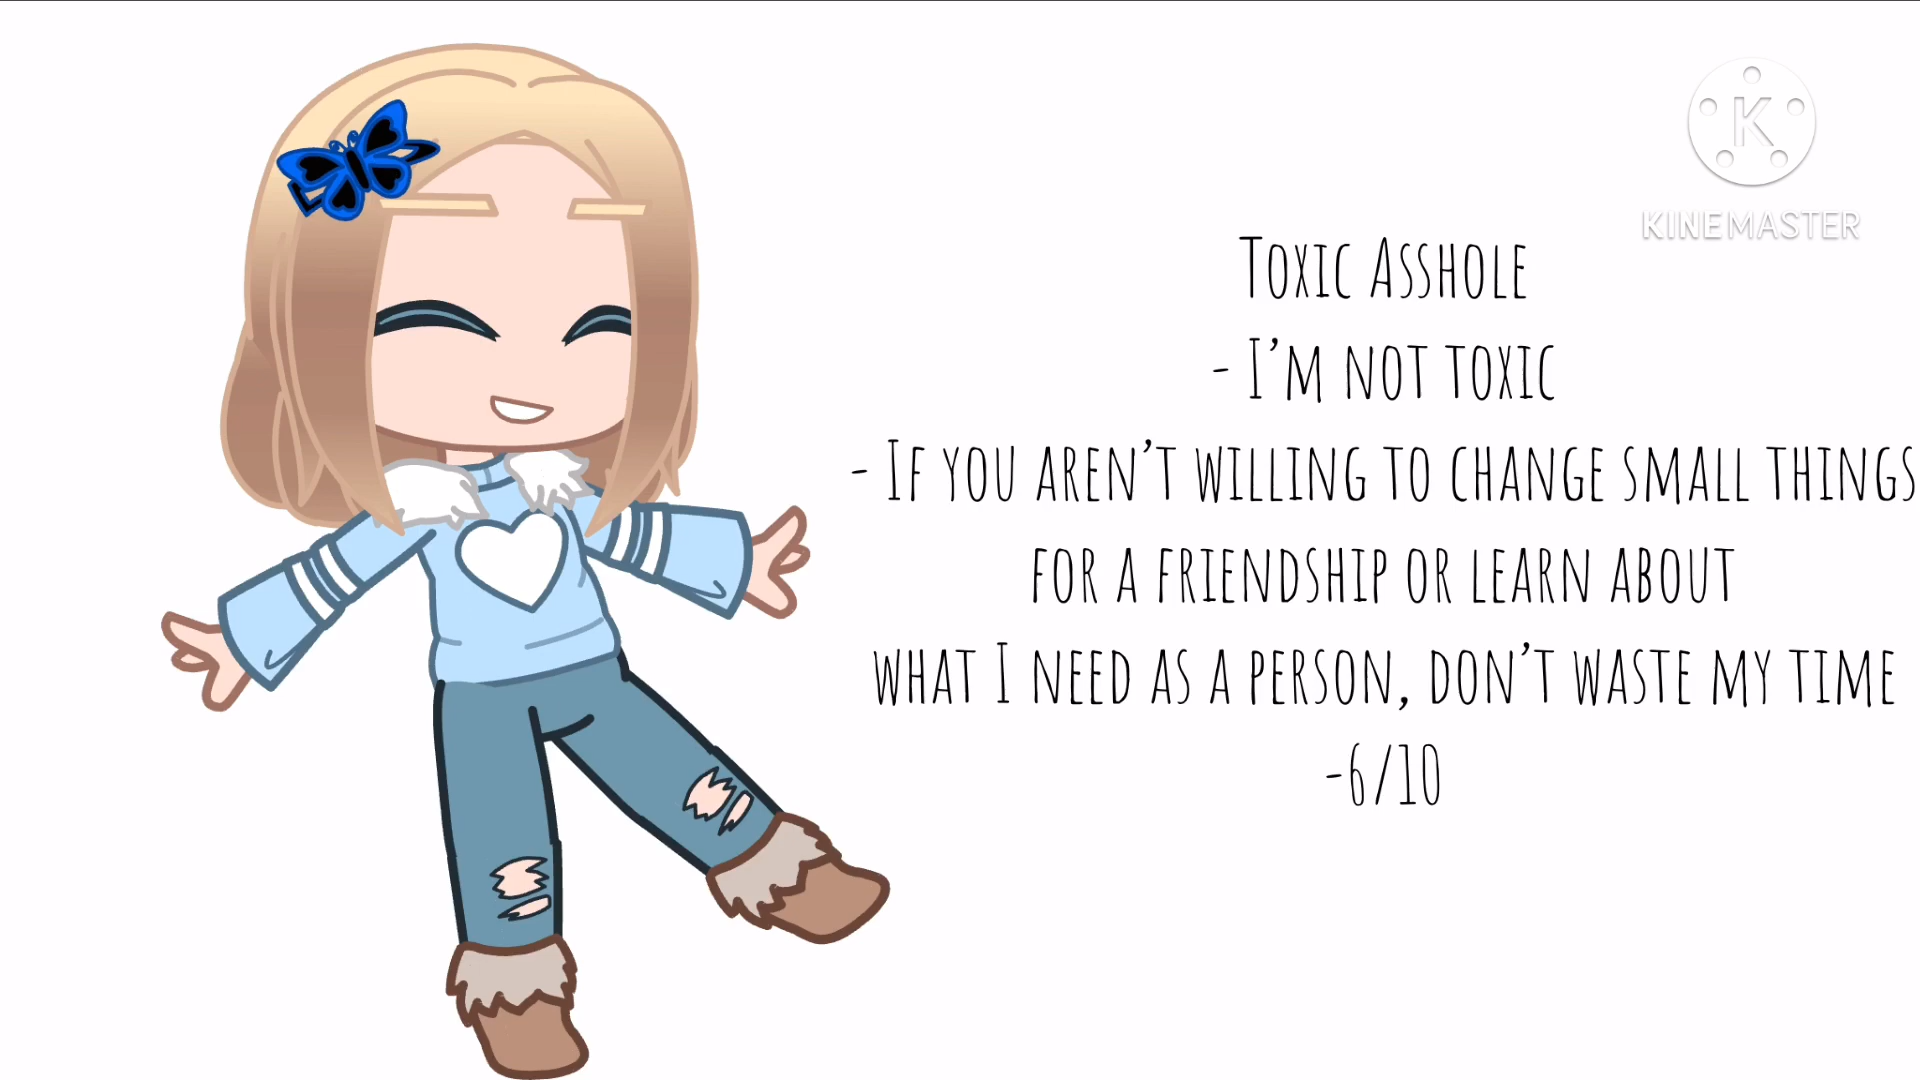 K
KINEMASTER
Toxic Asshole
- I'm not toxic
- If you aren't willing to change small things
for a friendship or learn about
what I need as a person, don't waste my time
-6/10